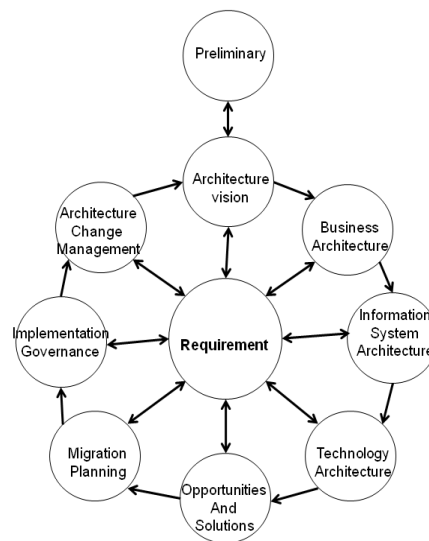 Preliminary
Architecture
vision
Architecture
Change
Management
Business
Architecture
Implementation
Governance
Requirement
Information
System
Architecture
Migration
Planning
Technology
Architecture
Opportunities
And
Solutions